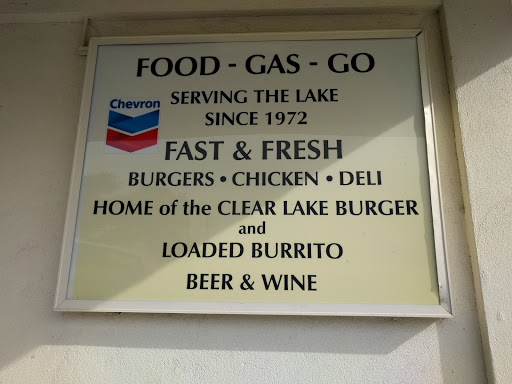 FOOD - GAS - GO
SERVING THE LAKE
SINCE 1972
Chevron
FAST & FRESH
BURGERS • CHICKEN • DELI
HOME of the CLEAR LAKE BURGER
and
LOADED BURRITO
BEER & WINE